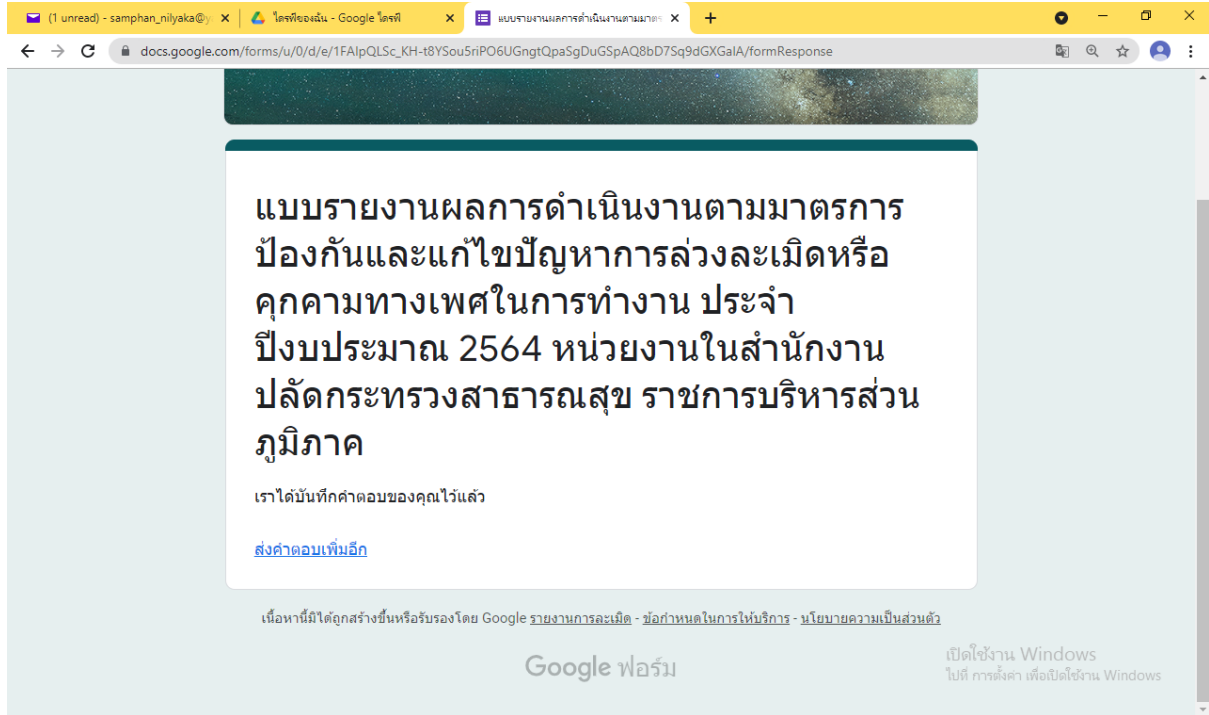 (1 unread) - samphan_nilyaka@y
ไดรฟ์ของฉัน - Google ไดรฟ์
แบบรายงานผลการดำเนินงานตามมาตร
docs.google.com/forms/u/0/d/e/1FAIpQLSc_KH-t8YSou5riPO6UGngtQpaSgDuGSpAQ8bD7Sq9dGXGalA/formResponse
แบบรายงานผลการดำเนินงานตามมาตรการ
ป้องกันและแก้ไขปัญหาการล่วงละเมิดหรือ
คุกคามทางเพศในการทำงาน ประจำ
ปีงบประมาณ 2564 หน่วยงานในสำนักงาน
ปลัดกระทรวงสาธารณสุข ราชการบริหารส่วน
ภูมิภาค
เราได้บันทึกคำตอบของคุณไว้แล้ว
ส่งคำตอบเพิ่มอีก
เนื้อหานี้มิได้ถูกสร้างขึ้นหรือรับรองโดย Google รายงานการละเมิด - ข้อกำหนดในการให้บริการ - นโยบายความเป็นส่วนตัว
Google ฟอร์ม
เปิดใช้งาน Windows
ไปที่ การตั้งค่า เพื่อเปิดใช้งาน Windows